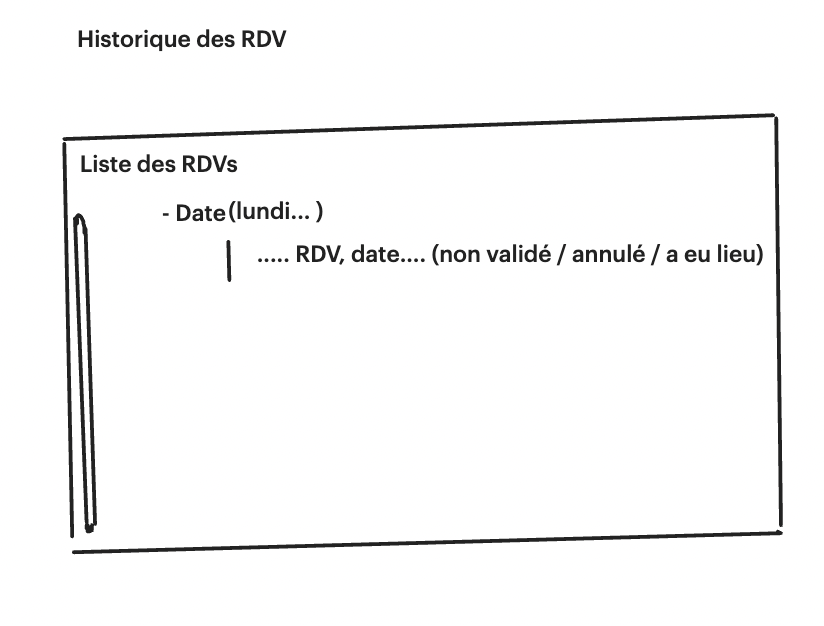 Historique des RDV
Liste des RDVs
- Date (lundi... )
..... RDV, date.... (non validé / annulé / a eu lieu)